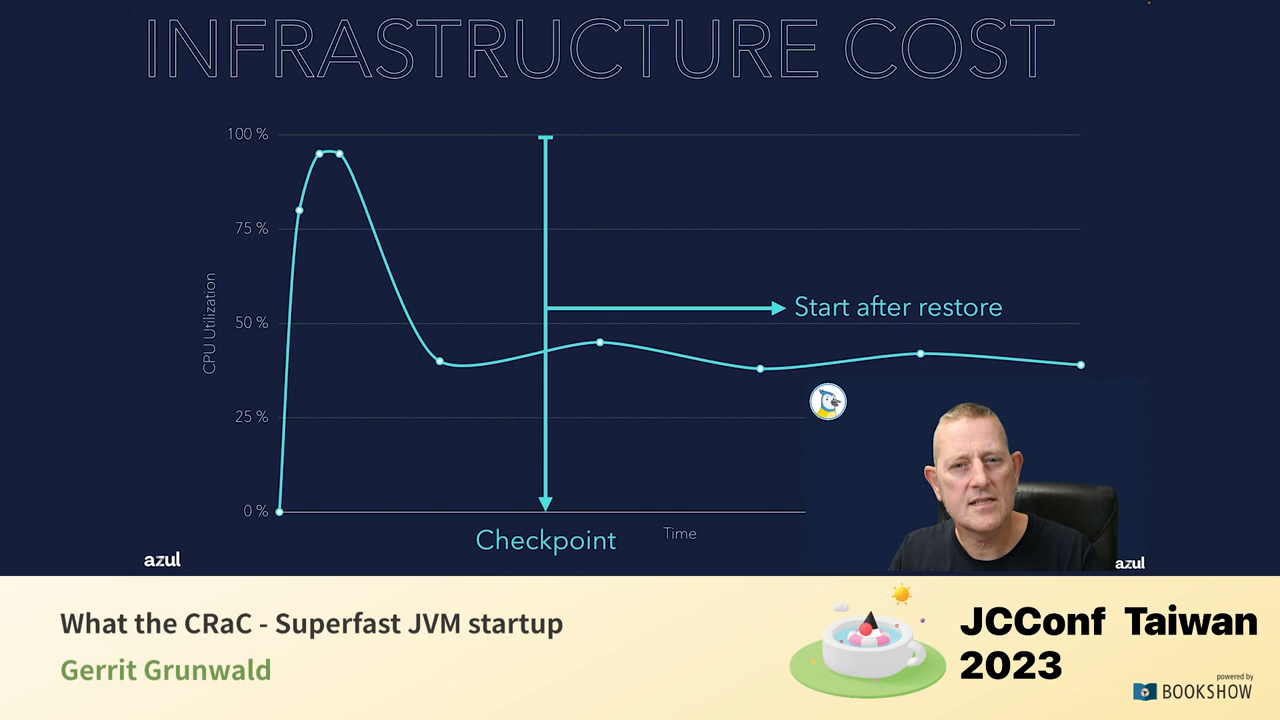 INFRASTRUCTURE COST
100 %
75 %
50 %
25 %
0 %
CPU Utilization
Start after restore
Checkpoint
Time
azul
azul
What the CRaC - Superfast JVM startup
Gerrit Grunwald
JCConf Taiwan
2023
powered by
BOOKSHOW